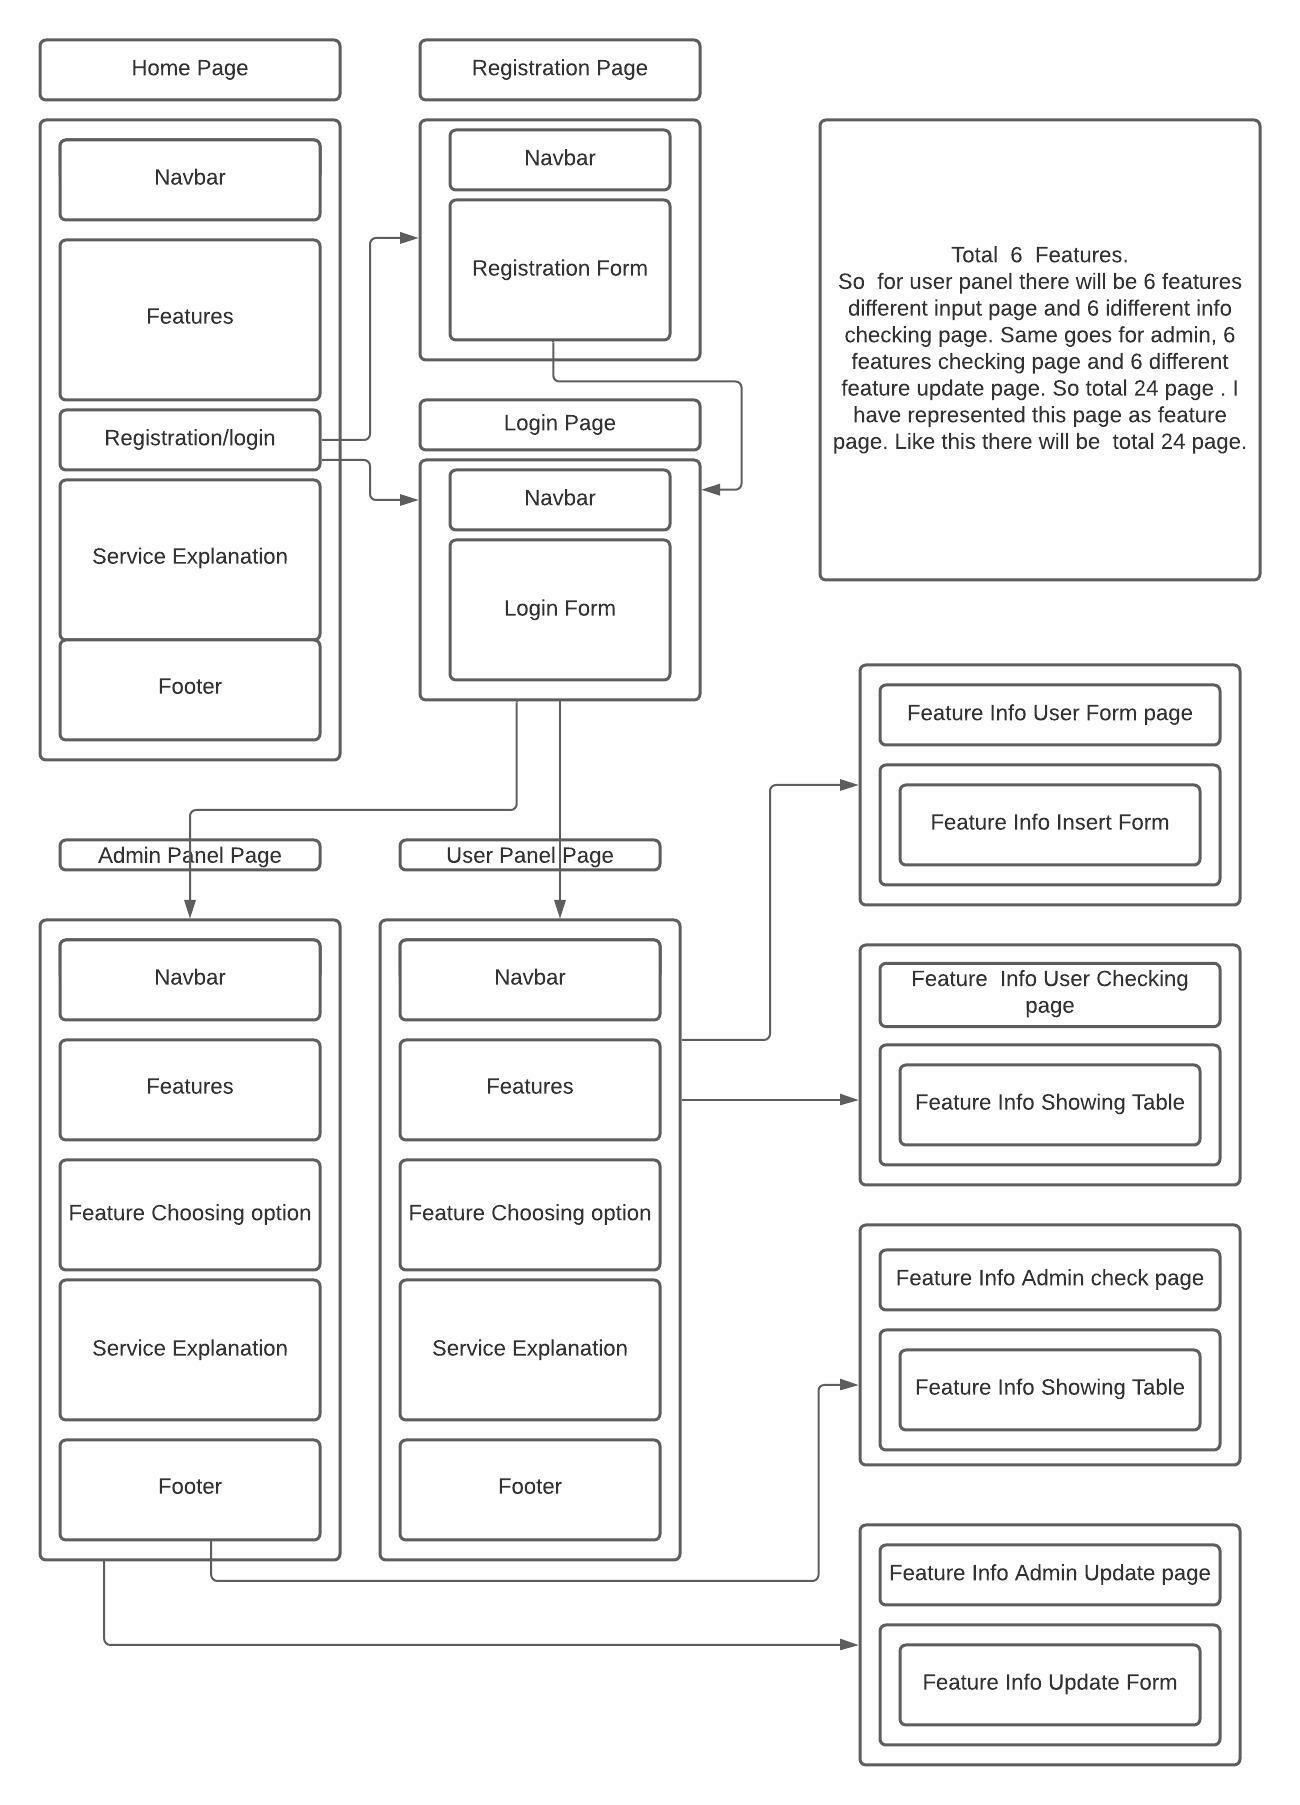 Home Page
Navbar
Features
Registration/login
Service Explanation
Footer
Registration Page
Navbar
Registration Form
Login Page
Navbar
Login Form
Total  6  Features.
So  for user panel there will be 6 features
different input page and 6 idifferent info
checking page. Same goes for admin, 6
features checking page and 6 different
feature update page. So total 24 page . I
have represented this page as feature
page. Like this there will be  total 24 page.
Admin Panel Page
Navbar
Features
Feature Choosing option
Service Explanation
Footer
User Panel Page
Navbar
Features
Feature Choosing option
Service Explanation
Footer
Feature Info User Form page
Feature Info Insert Form
Feature  Info User Checking
page
Feature Info Showing Table
Feature Info Admin check page
Feature Info Showing Table
Feature Info Admin Update page
Feature Info Update Form